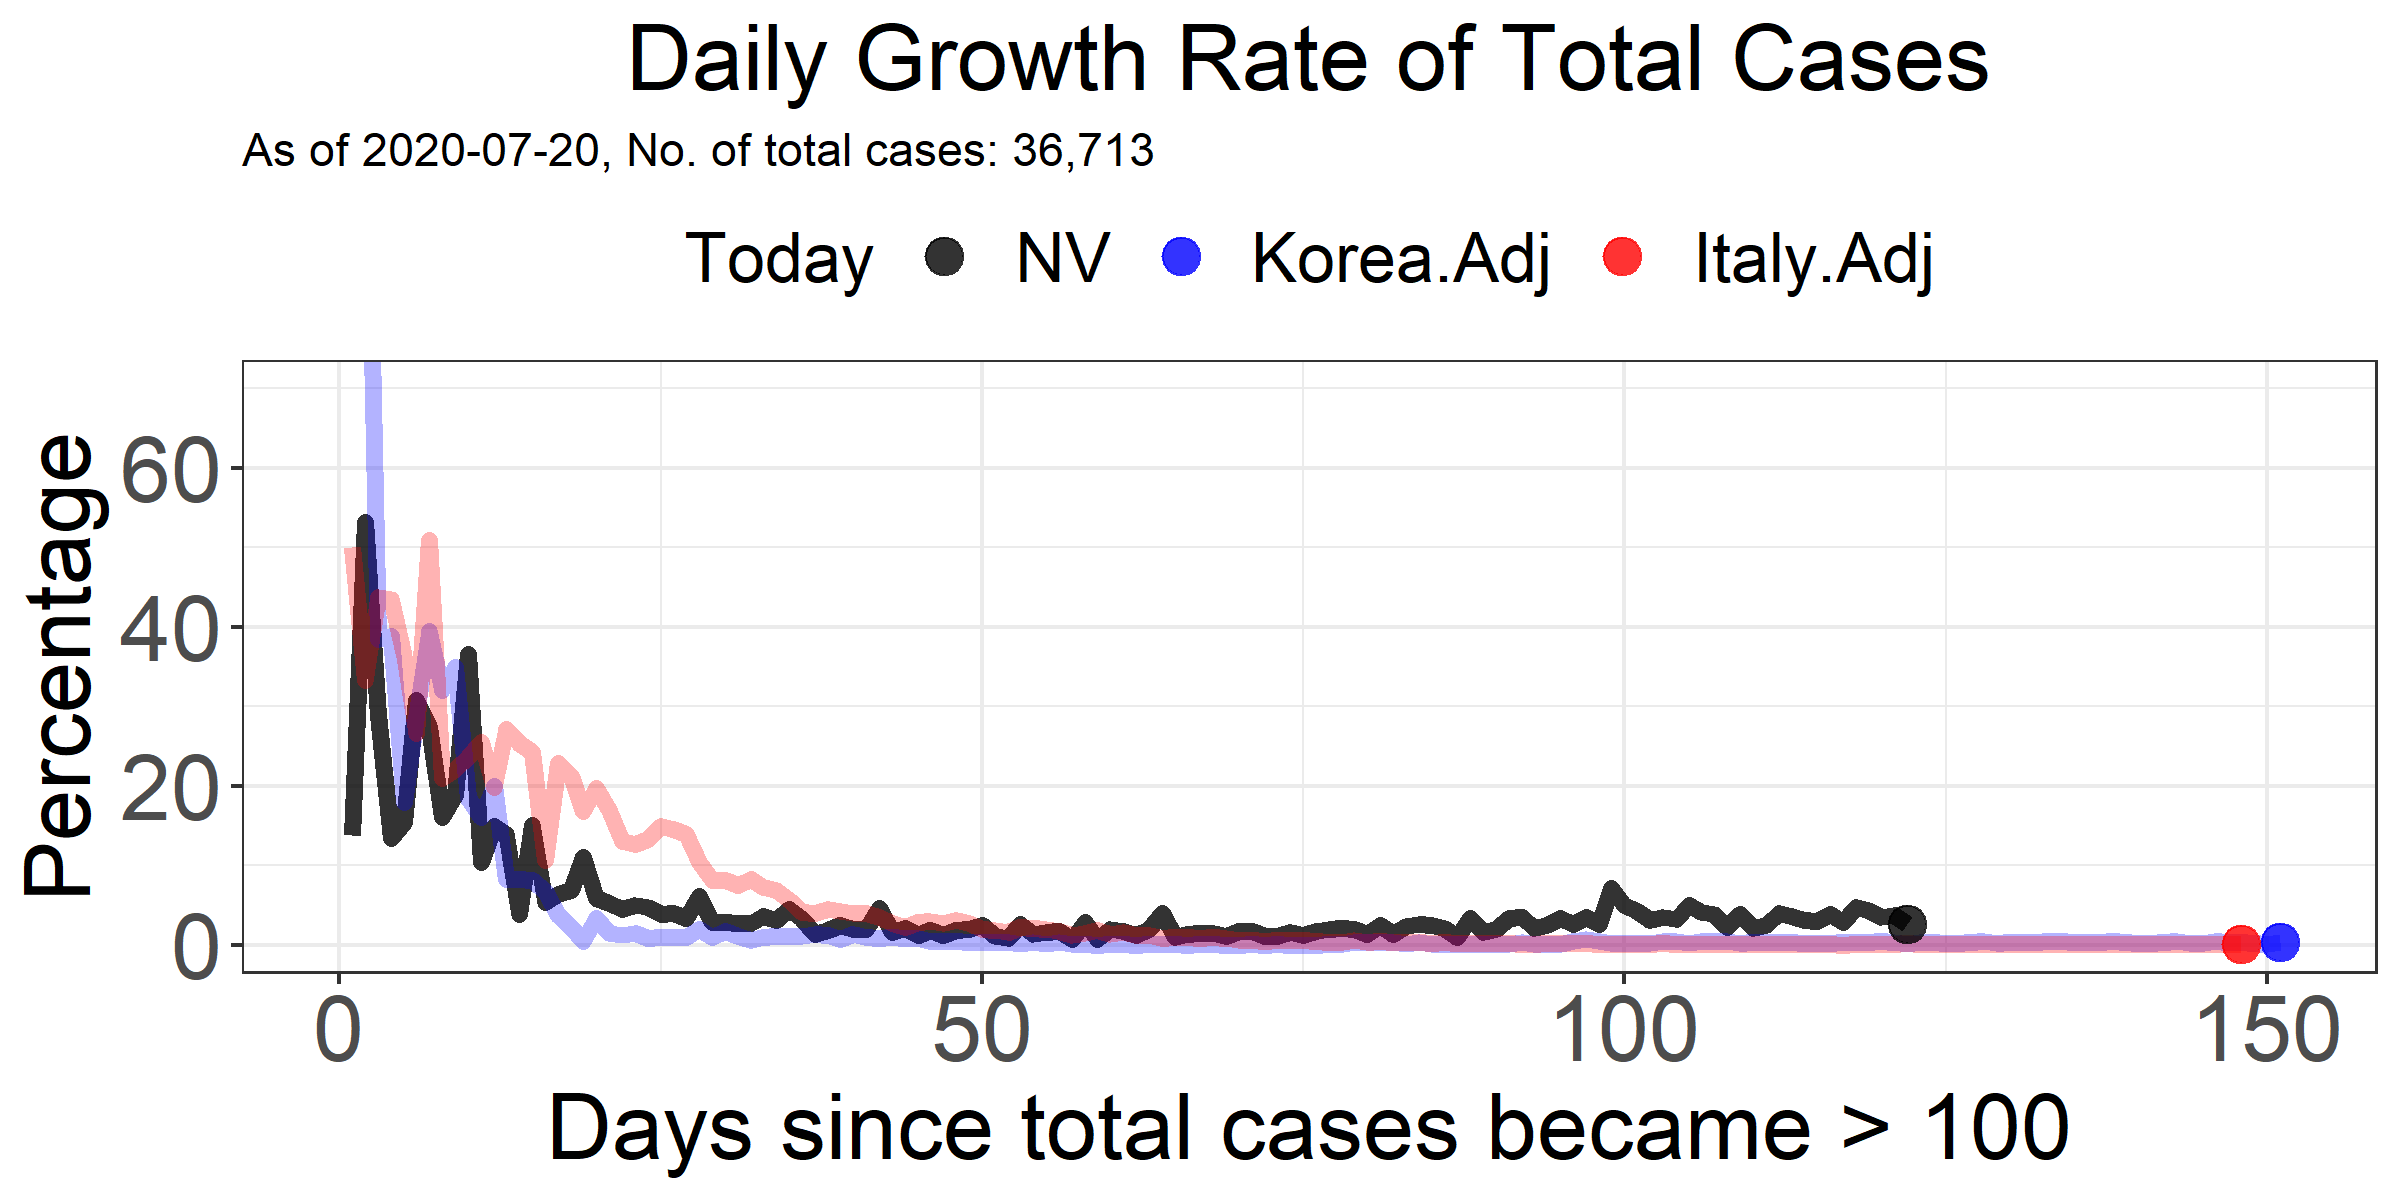 Daily Growth Rate of Total Cases
As of 2020-07-20, No. of total cases: 36,713
Today NV Korea.Adj Italy.Adj
Percentage
60
40
20
0
0 50 100 150
Days since total cases became > 100